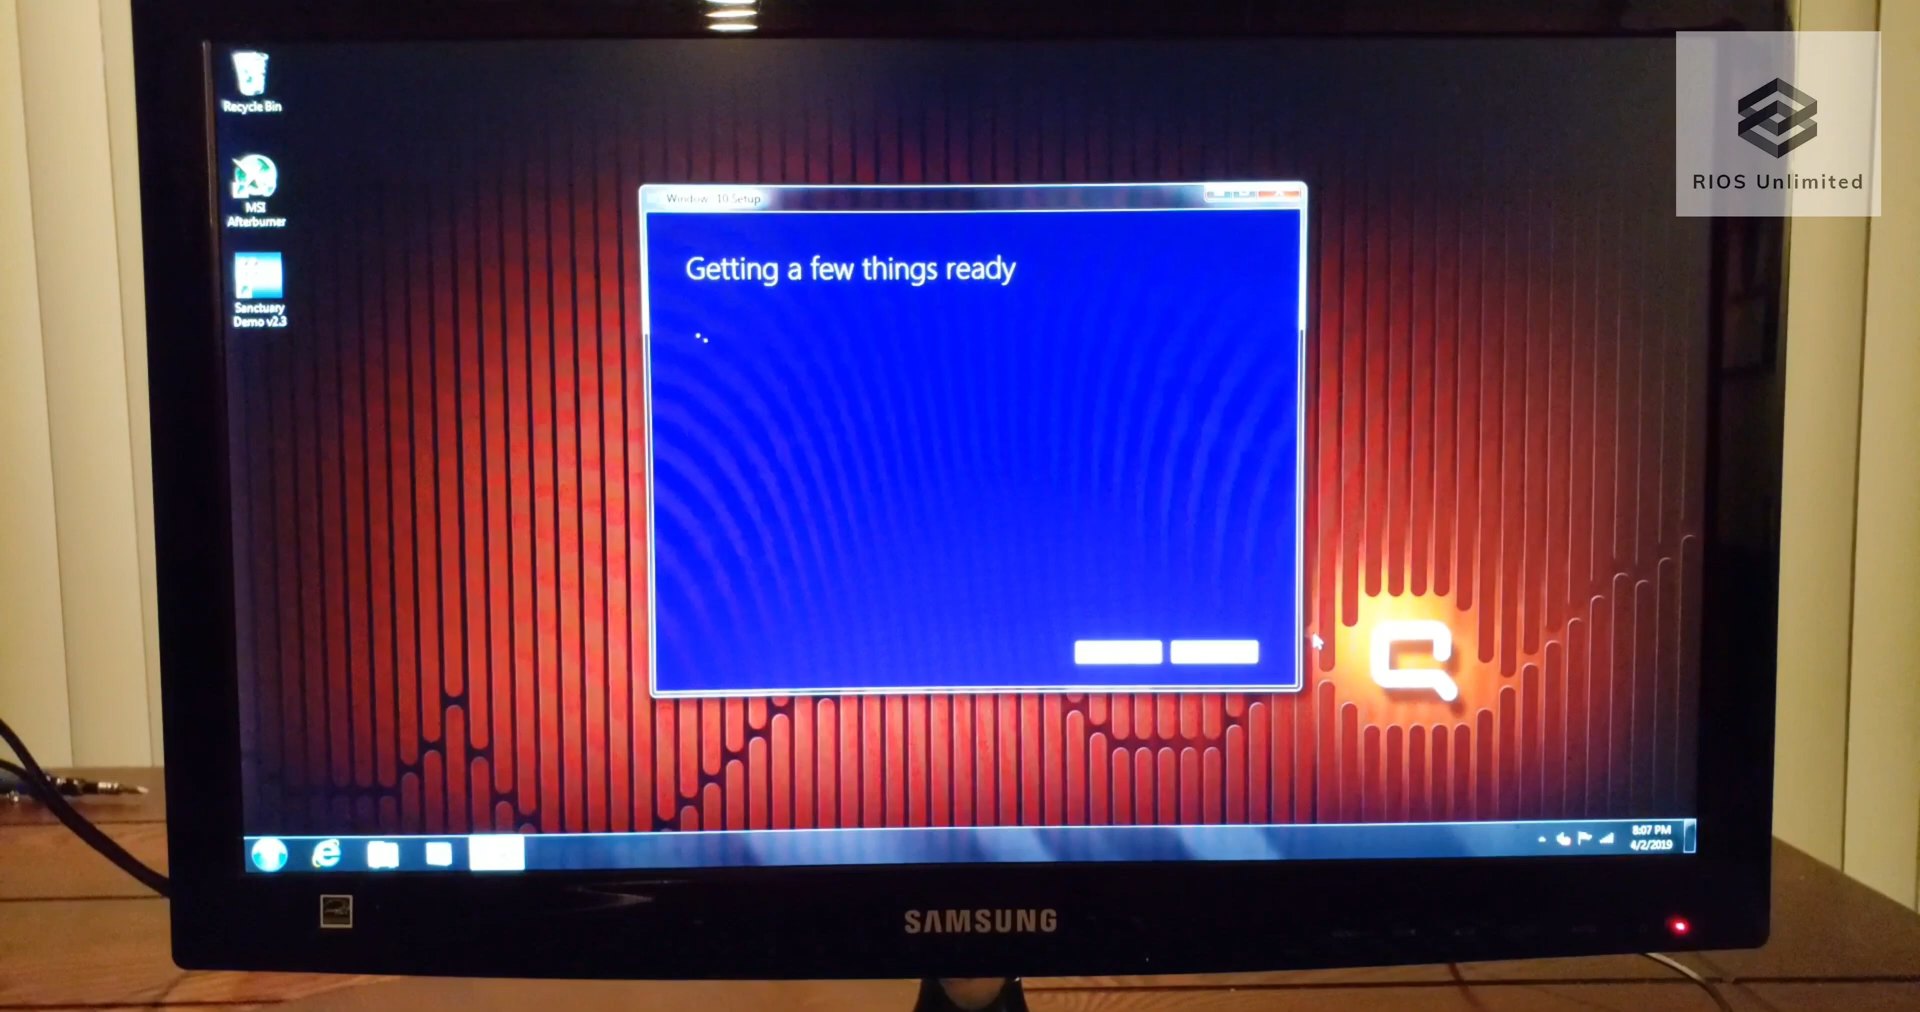 Recycle Bin
MSI
Afterburner
Sanctuary
Demo v2.3
Windows 10 Setup
Getting a few things ready
RIOS Unlimited
8:07 PM
4/2/2019
SAMSUNG